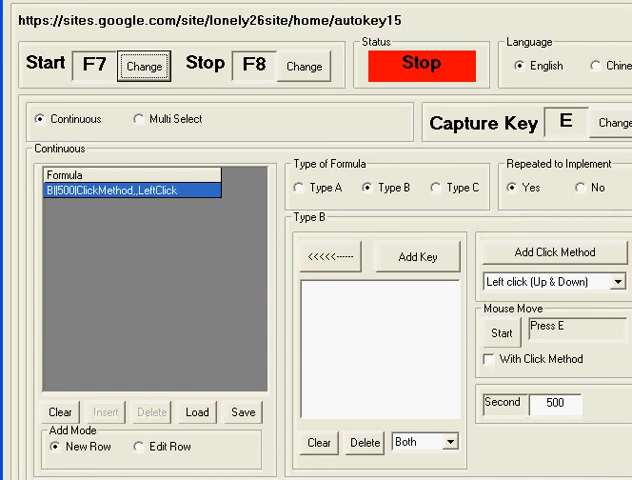 https://sites.google.com/site/lonely26site/home/autokey15
Status
Language
Start F7 Change Stop F8 Change
Stop
English
Continuous Multi Select
Capture Key E
Continuous
Formula
B||500|ClickMethod,,LeftClick
Type of Formula
Type A Type B Type C
Repeated to Implement
Yes No
Type B
<<<<<------ Add Key
Add Click Method
Left click (Up & Down)
Mouse Move
Start Press E
With Click Method
Second 500
Clear Insert Delete Load Save
Add Mode
New Row Edit Row
Clear Delete Both